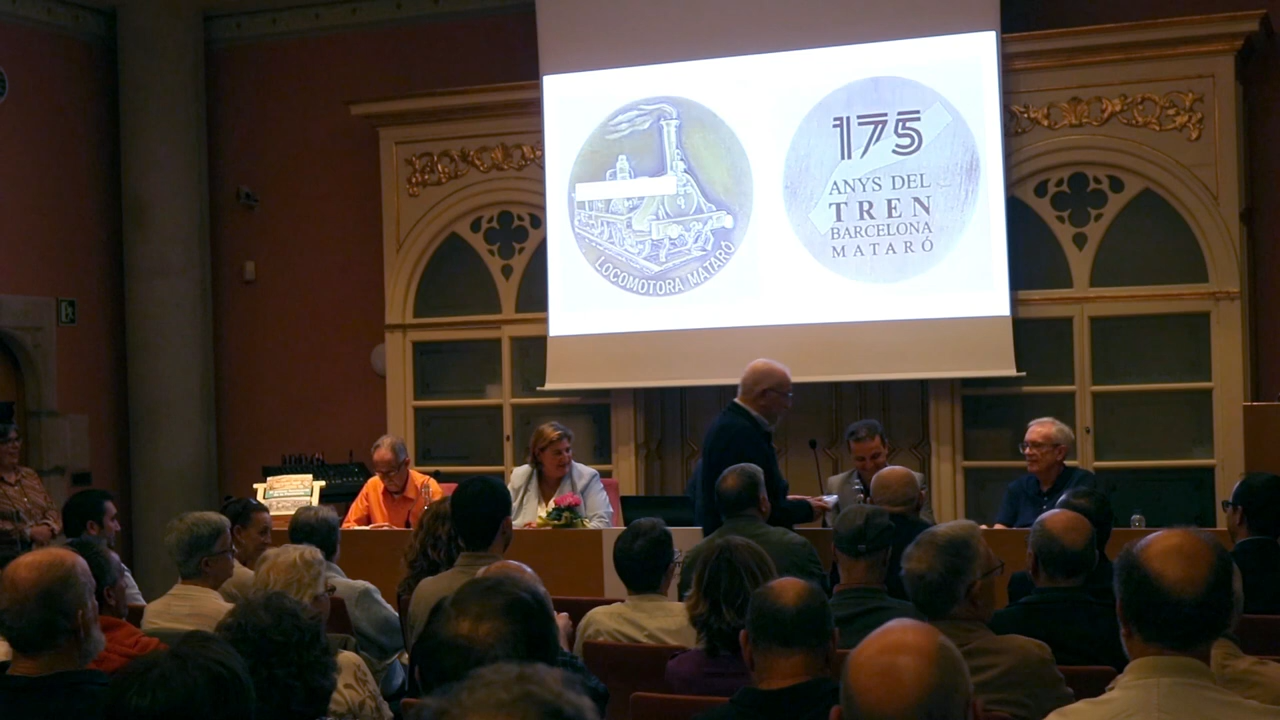 LOCOMOTORA MATARÓ
175
ANYS DEL
TREN
BARCELONA
MATARÓ